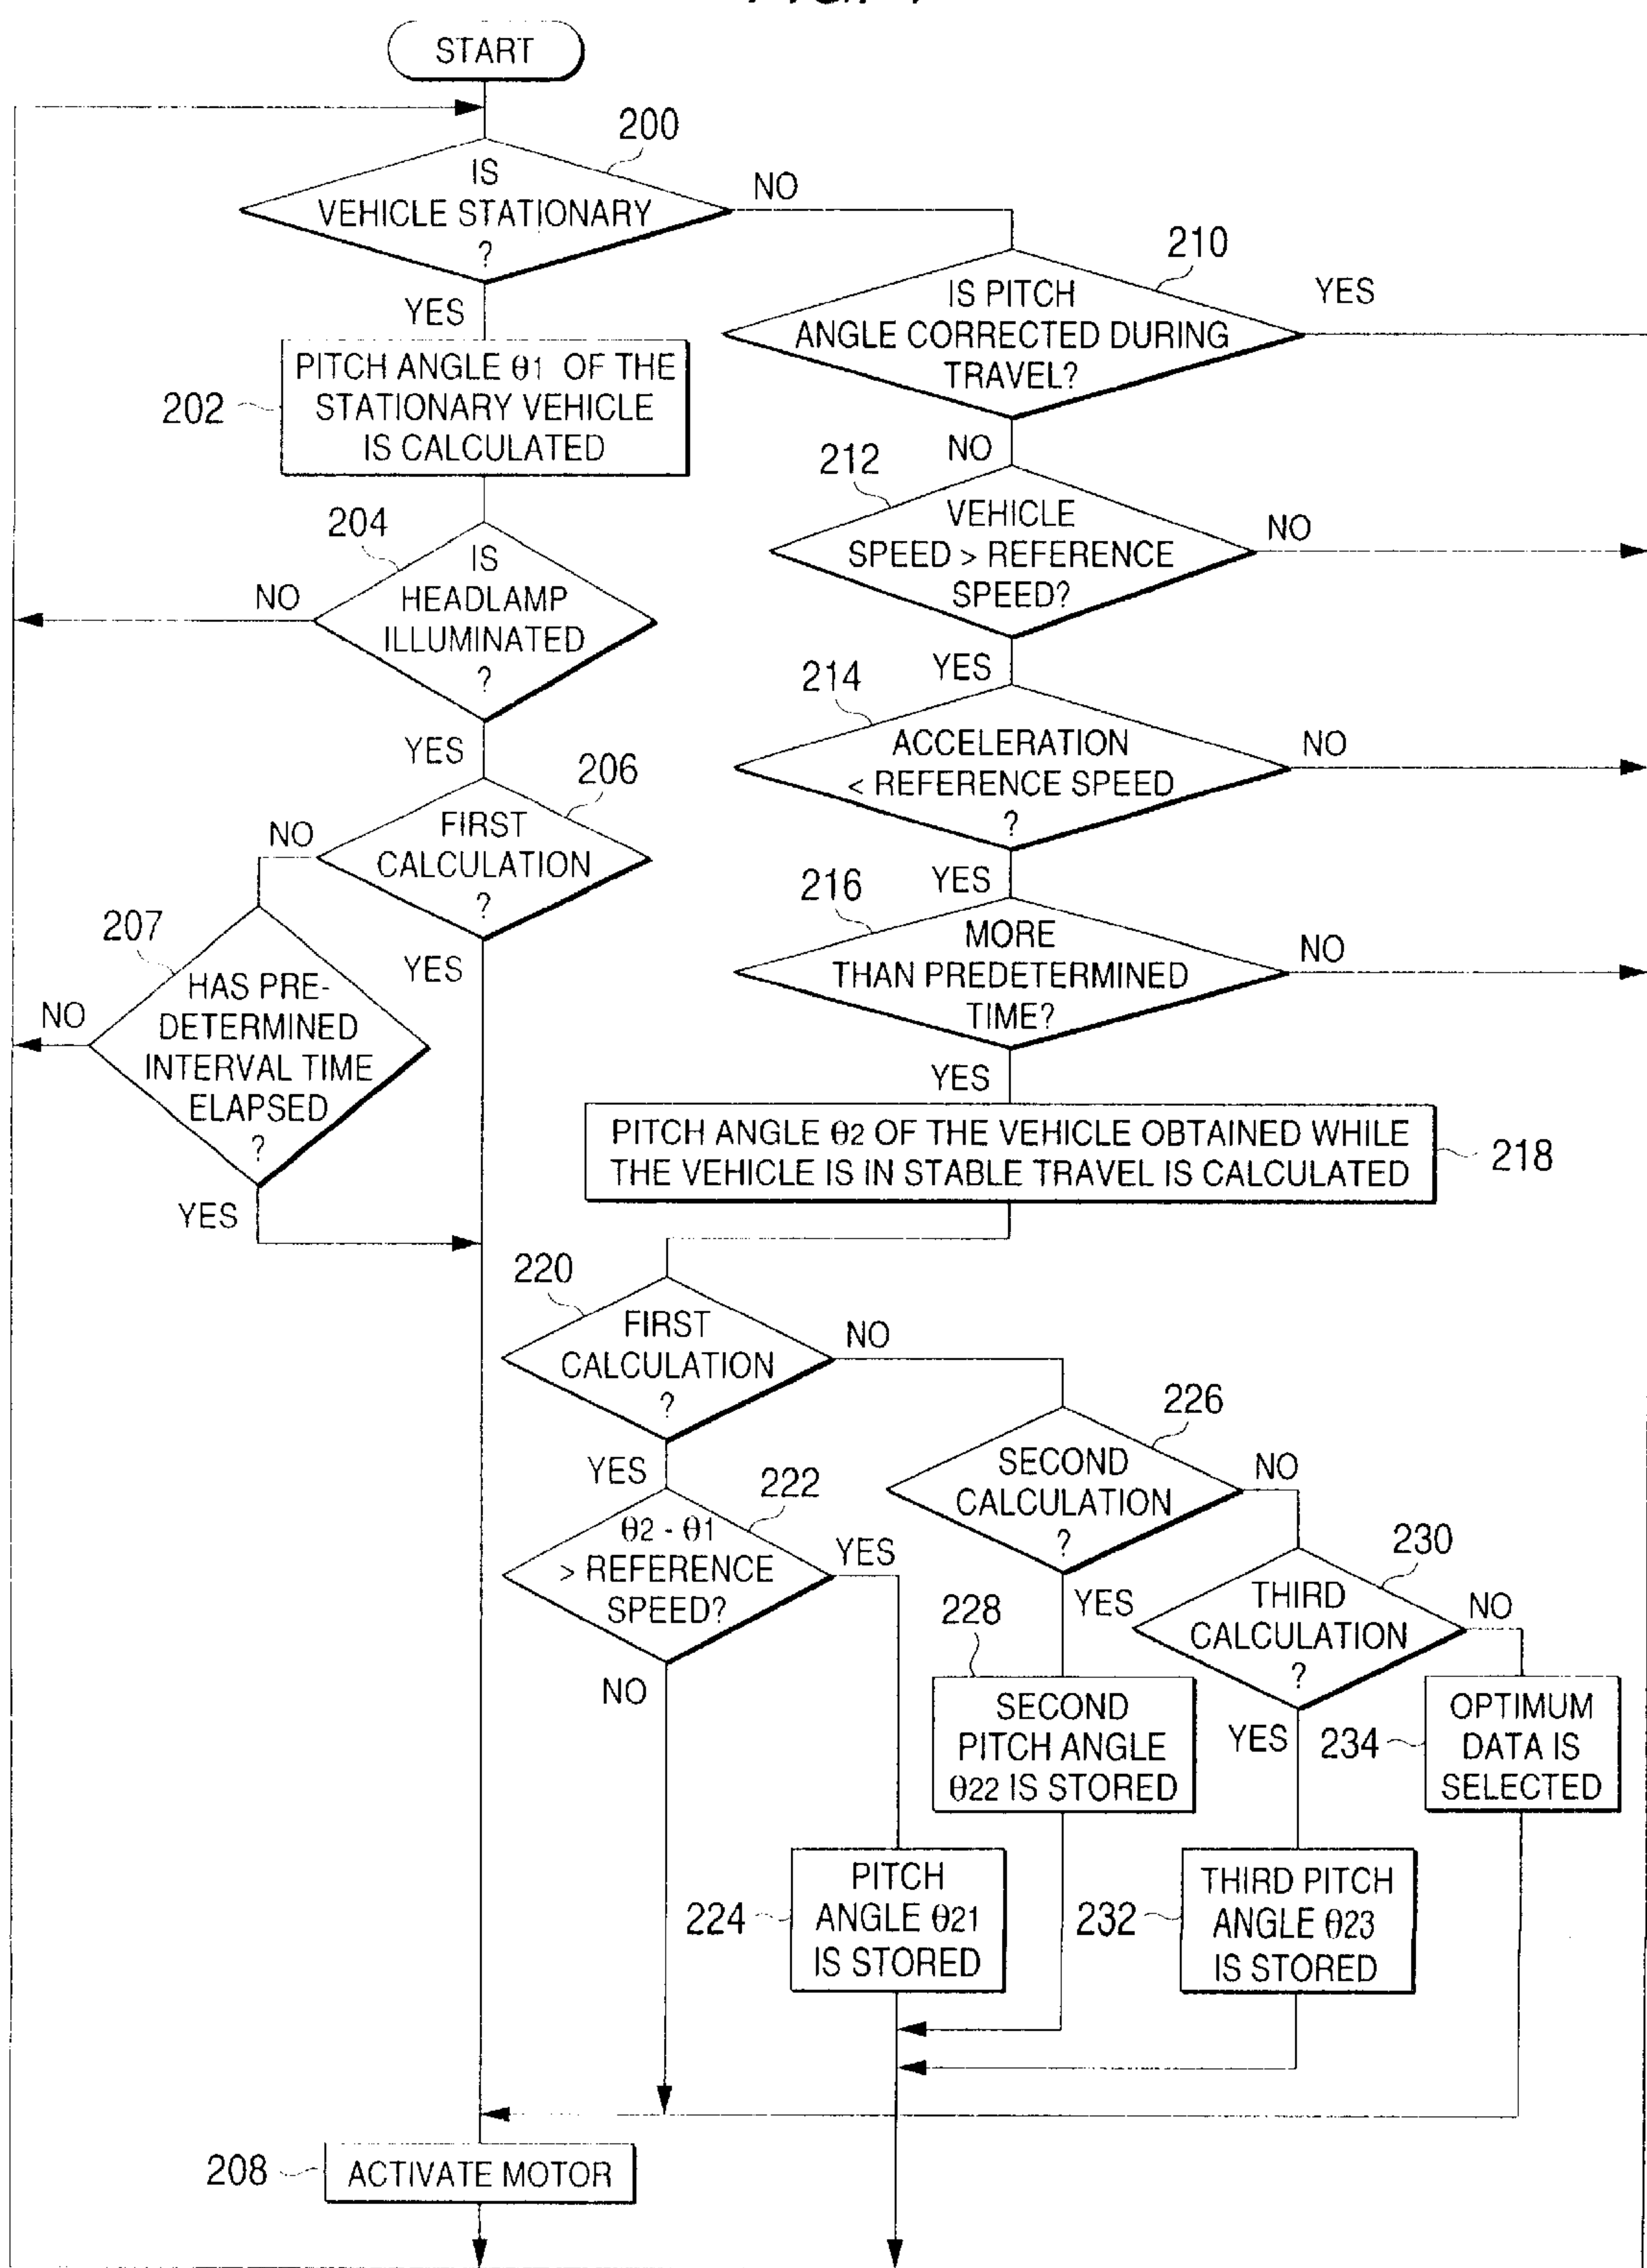 START
200
IS
VEHICLE STATIONARY
?
NO
YES
210
IS PITCH
ANGLE CORRECTED DURING
TRAVEL?
YES
NO
202
PITCH ANGLE θ1 OF THE
STATIONARY VEHICLE
IS CALCULATED
212
VEHICLE
SPEED > REFERENCE
SPEED?
NO
YES
204
IS
HEADLAMP
ILLUMINATED
?
NO
YES
214
ACCELERATION
< REFERENCE SPEED
?
NO
YES
206
FIRST
CALCULATION
?
NO
YES
216
MORE
THAN PREDETERMINED
TIME?
NO
YES
207
HAS PRE-
DETERMINED
INTERVAL TIME
ELAPSED
?
NO
YES
PITCH ANGLE θ2 OF THE VEHICLE OBTAINED WHILE
THE VEHICLE IS IN STABLE TRAVEL IS CALCULATED
218
220
FIRST
CALCULATION
?
NO
YES
226
SECOND
CALCULATION
?
NO
YES
222
θ2 - θ1
> REFERENCE
SPEED?
YES
NO
230
THIRD
CALCULATION
?
NO
YES
228
SECOND
PITCH ANGLE
θ22 IS STORED
234
OPTIMUM
DATA IS
SELECTED
224
PITCH
ANGLE θ21
IS STORED
232
THIRD PITCH
ANGLE θ23
IS STORED
208
ACTIVATE MOTOR